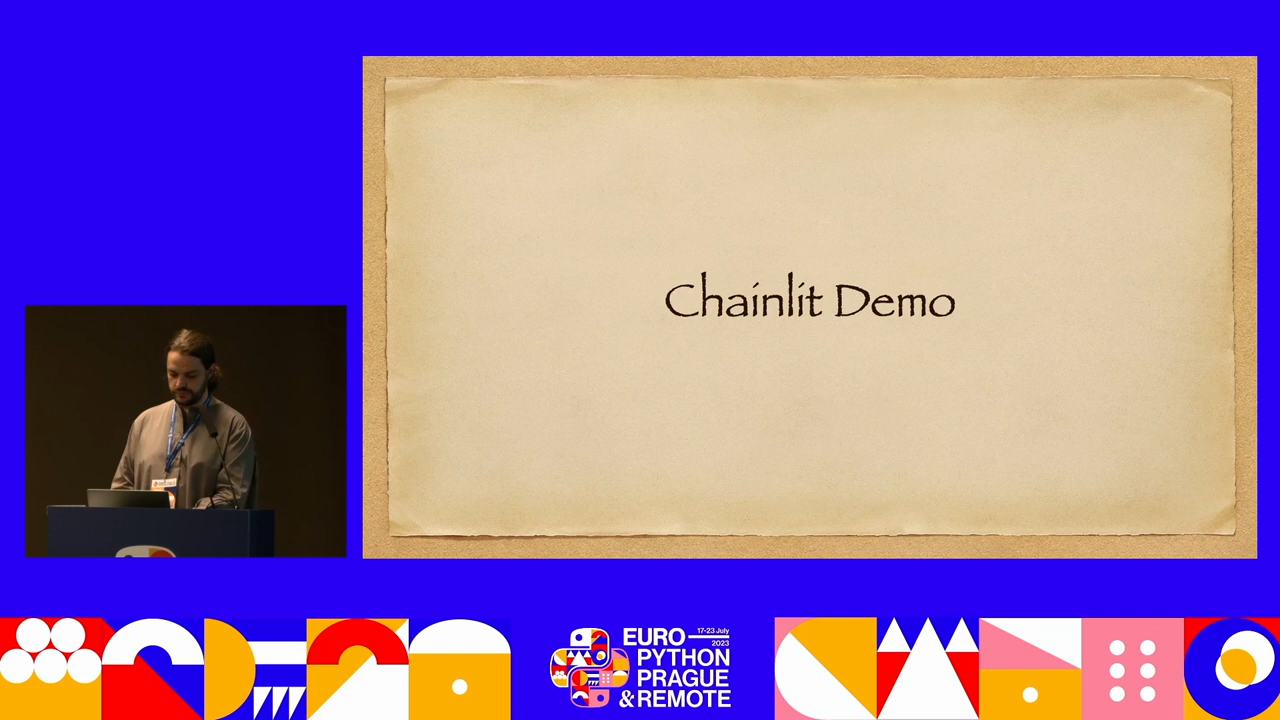 Chainlit Demo
EURO
17-23 July
2023
PYTHON
PRAGUE
& REMOTE